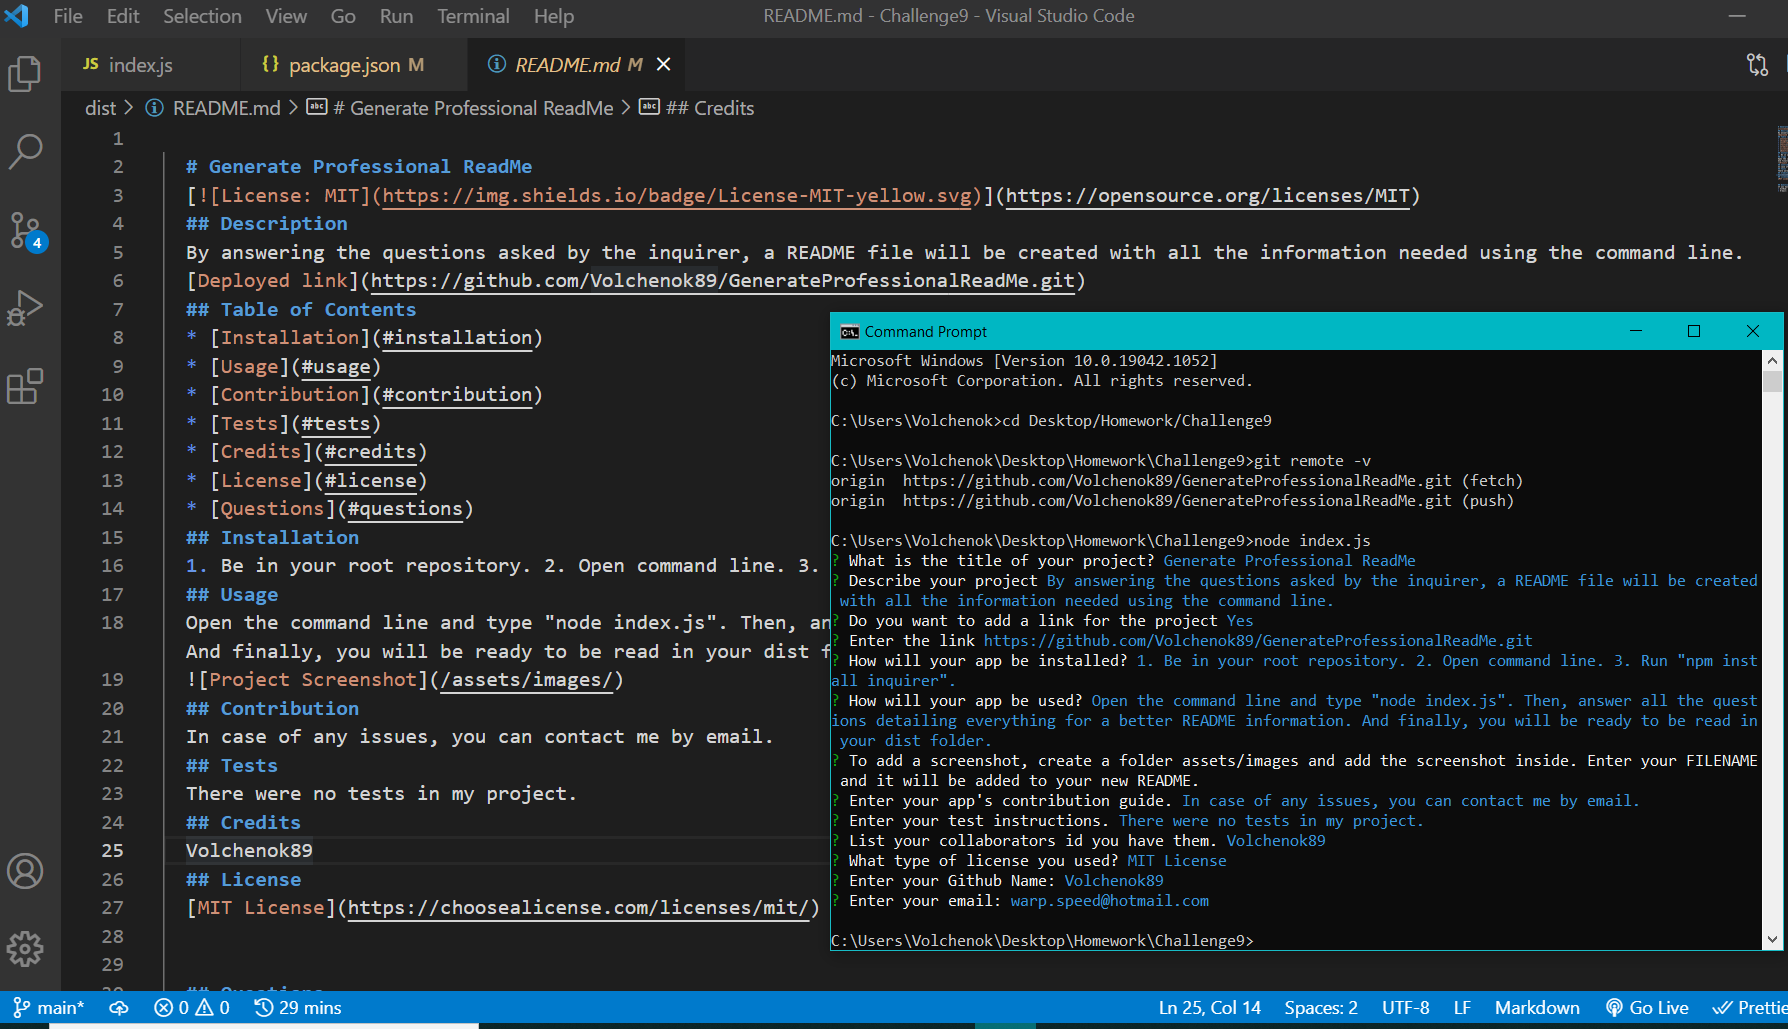 File Edit Selection View Go Run Terminal Help README.md - Challenge9 - Visual Studio Code
JS index.js {} package.json M README.md M
dist > README.md > # Generate Professional ReadMe > ## Credits
1
2 # Generate Professional ReadMe
3 [![License: MIT](https://img.shields.io/badge/License-MIT-yellow.svg)](https://opensource.org/licenses/MIT)
4 ## Description
5 By answering the questions asked by the inquirer, a README file will be created with all the information needed using the command line.
6 [Deployed link](https://github.com/Volchenok89/GenerateProfessionalReadMe.git)
7 ## Table of Contents
8 * [Installation](#installation)
9 * [Usage](#usage)
10 * [Contribution](#contribution)
11 * [Tests](#tests)
12 * [Credits](#credits)
13 * [License](#license)
14 * [Questions](#questions)
15 ## Installation
16 1. Be in your root repository. 2. Open command line. 3.
17 ## Usage
18 Open the command line and type "node index.js". Then, an
And finally, you will be ready to be read in your dist f
19 ![Project Screenshot](/assets/images/)
20 ## Contribution
21 In case of any issues, you can contact me by email.
22 ## Tests
23 There were no tests in my project.
24 ## Credits
25 Volchenok89
26 ## License
27 [MIT License](https://choosealicense.com/licenses/mit/)
28
29
## Questions
4
Command Prompt
Microsoft Windows [Version 10.0.19042.1052]
(c) Microsoft Corporation. All rights reserved.
C:\Users\Volchenok>cd Desktop/Homework/Challenge9
C:\Users\Volchenok\Desktop\Homework\Challenge9>git remote -v
origin https://github.com/Volchenok89/GenerateProfessionalReadMe.git (fetch)
origin https://github.com/Volchenok89/GenerateProfessionalReadMe.git (push)
C:\Users\Volchenok\Desktop\Homework\Challenge9>node index.js
? What is the title of your project? Generate Professional ReadMe
? Describe your project By answering the questions asked by the inquirer, a README file will be created
with all the information needed using the command line.
? Do you want to add a link for the project Yes
? Enter the link https://github.com/Volchenok89/GenerateProfessionalReadMe.git
? How will your app be installed? 1. Be in your root repository. 2. Open command line. 3. Run "npm inst
all inquirer".
? How will your app be used? Open the command line and type "node index.js". Then, answer all the quest
ions detailing everything for a better README information. And finally, you will be ready to be read in
your dist folder.
? To add a screenshot, create a folder assets/images and add the screenshot inside. Enter your FILENAME
and it will be added to your new README.
? Enter your app's contribution guide. In case of any issues, you can contact me by email.
? Enter your test instructions. There were no tests in my project.
? List your collaborators id you have them. Volchenok89
? What type of license you used? MIT License
? Enter your Github Name: Volchenok89
? Enter your email: warp.speed@hotmail.com
C:\Users\Volchenok\Desktop\Homework\Challenge9>
main* 0 0 29 mins Ln 25, Col 14 Spaces: 2 UTF-8 LF Markdown Go Live Prettie